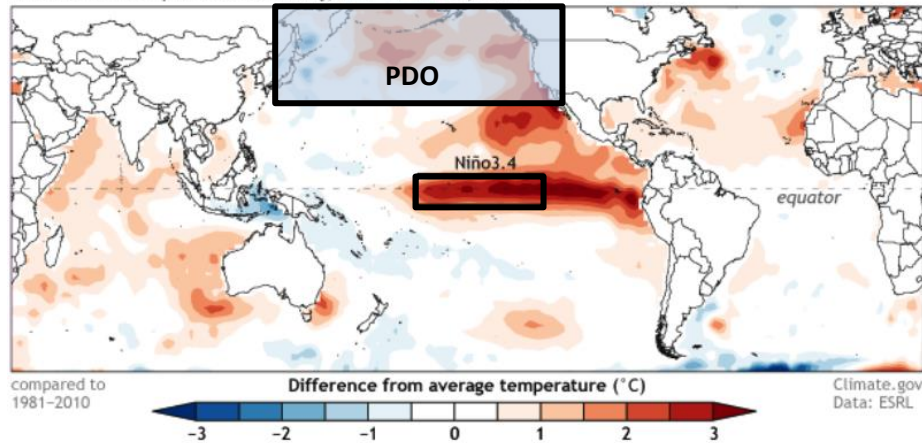 PDO
Niño3.4
equator
compared to
1981–2010
Difference from average temperature (°C)
Climate.gov
Data: ESRL
-3 -2 -1 0 1 2 3